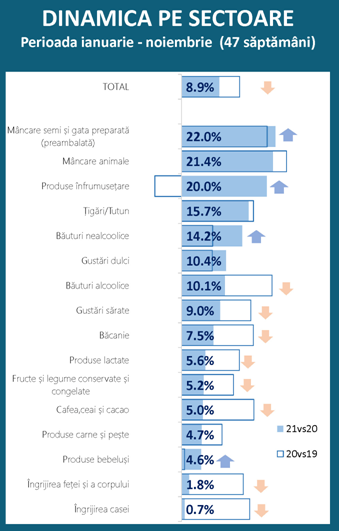 DINAMICA PE SECTOARE
Perioada ianuarie - noiembrie (47 săptămâni)
TOTAL 8.9%
Mâncare semi și gata preparată
(preambalată) 22.0%
Mâncare animale 21.4%
Produse înfrumusețare 20.0%
Țigări/Tutun 15.7%
Băuturi nealcoolice 14.2%
Gustări dulci 10.4%
Băuturi alcoolice 10.1%
Gustări sărate 9.0%
Băcanie 7.5%
Produse lactate 5.6%
Fructe și legume conservate și
congelate 5.2%
Cafea,ceai și cacao 5.0%
Produse carne și pește 4.7%
Produse bebeluși 4.6%
Îngrijirea feței și a corpului 1.8%
Îngrijirea casei 0.7%
21vs20
20vs19